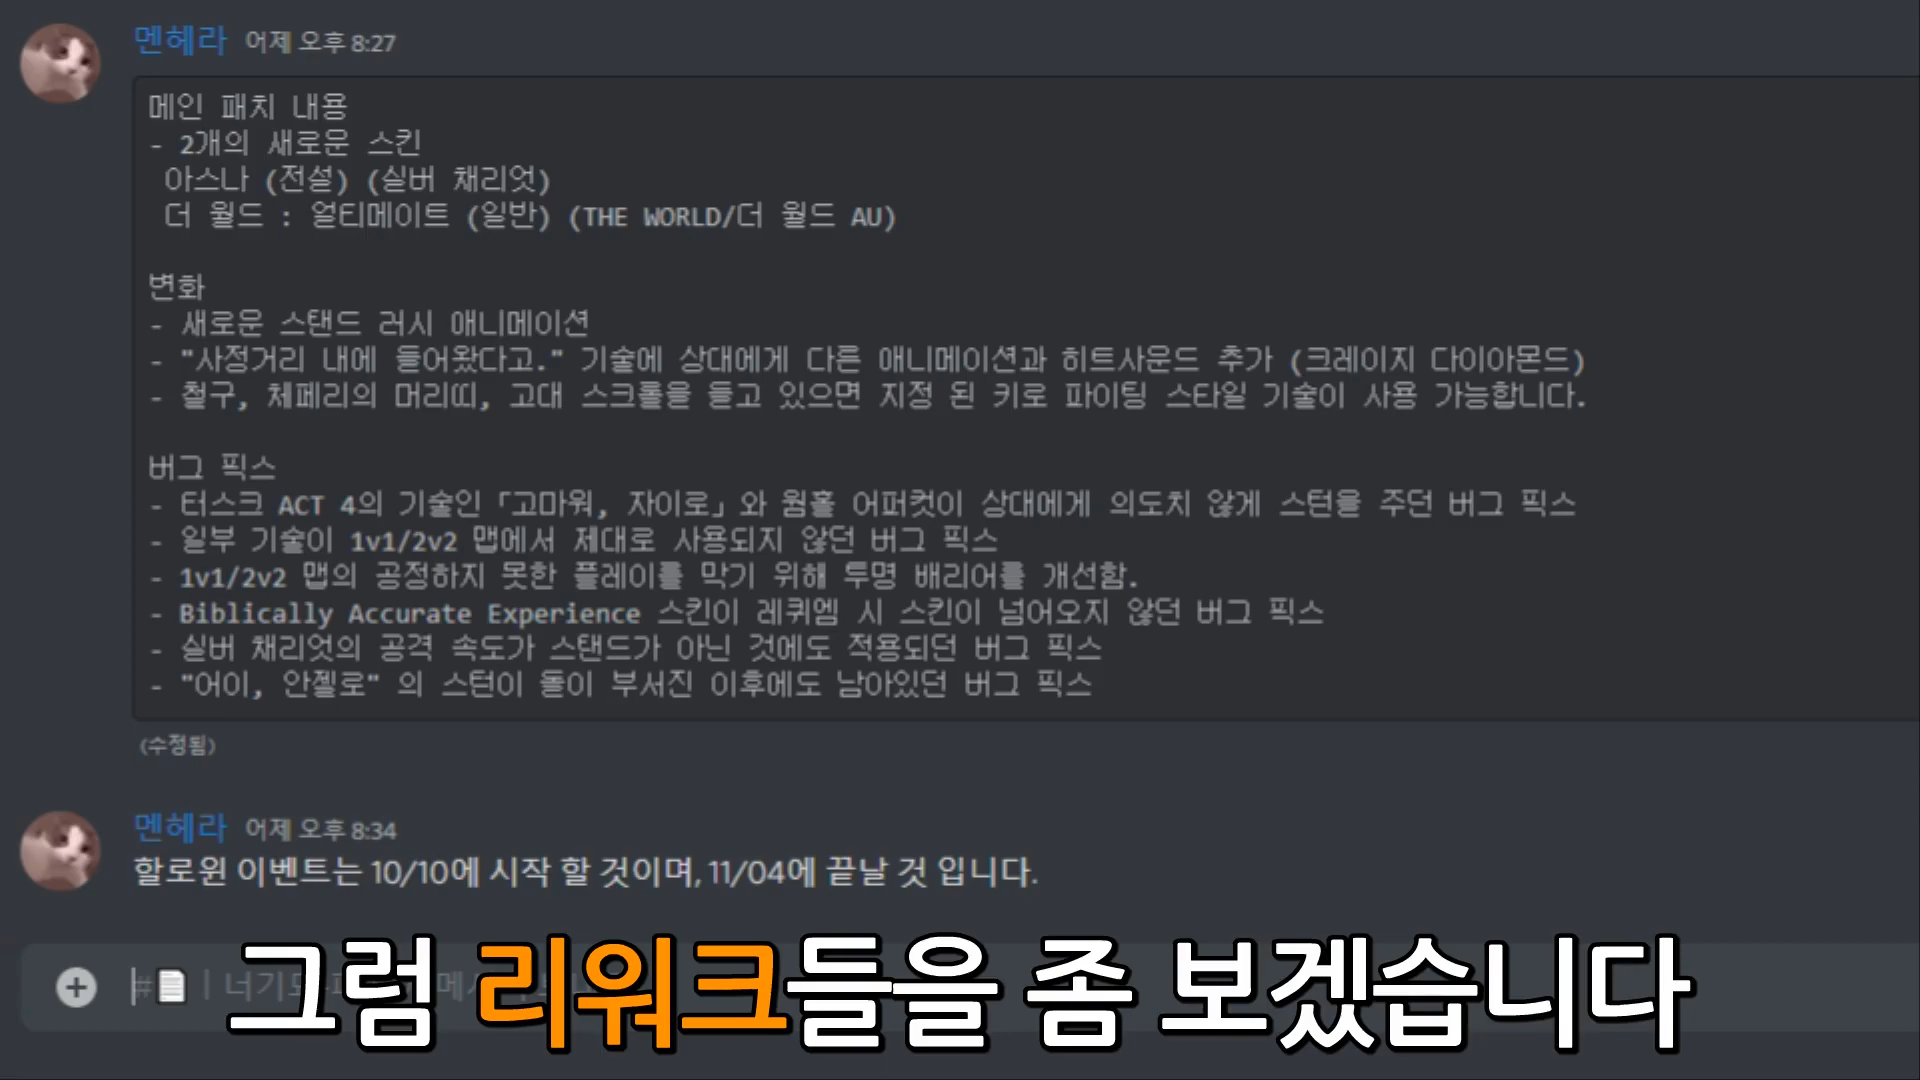 멘헤라 어제 오후 8:27
메인 패치 내용
- 2개의 새로운 스킨
아스나 (전설) (실버 채리엇)
더 월드 : 얼티메이트 (일반) (THE WORLD/더 월드 AU)
변화
- 새로운 스탠드 러시 애니메이션
- "사정거리 내에 들어왔다고." 기술에 상대에게 다른 애니메이션과 히트사운드 추가 (크레이지 다이아몬드)
- 철구, 체페리의 머리띠, 고대 스크롤을 들고 있으면 지정 된 키로 파이팅 스타일 기술이 사용 가능합니다.
버그 픽스
- 터스크 ACT 4의 기술인「고마워, 자이로」와 웜홀 어퍼컷이 상대에게 의도치 않게 스턴을 주던 버그 픽스
- 일부 기술이 1v1/2v2 맵에서 제대로 사용되지 않던 버그 픽스
- 1v1/2v2 맵의 공정하지 못한 플레이를 막기 위해 투명 배리어를 개선함.
- Biblically Accurate Experience 스킨이 레퀴엠 시 스킨이 넘어오지 않던 버그 픽스
- 실버 채리엇의 공격 속도가 스탠드가 아닌 것에도 적용되던 버그 픽스
- "어이, 안젤로" 의 스턴이 돌이 부서진 이후에도 남아있던 버그 픽스
(수정됨)
멘헤라 어제 오후 8:34
할로윈 이벤트는 10/10에 시작 할 것이며, 11/04에 끝날 것 입니다.
그럼 리워크들을 좀 보겠습니다